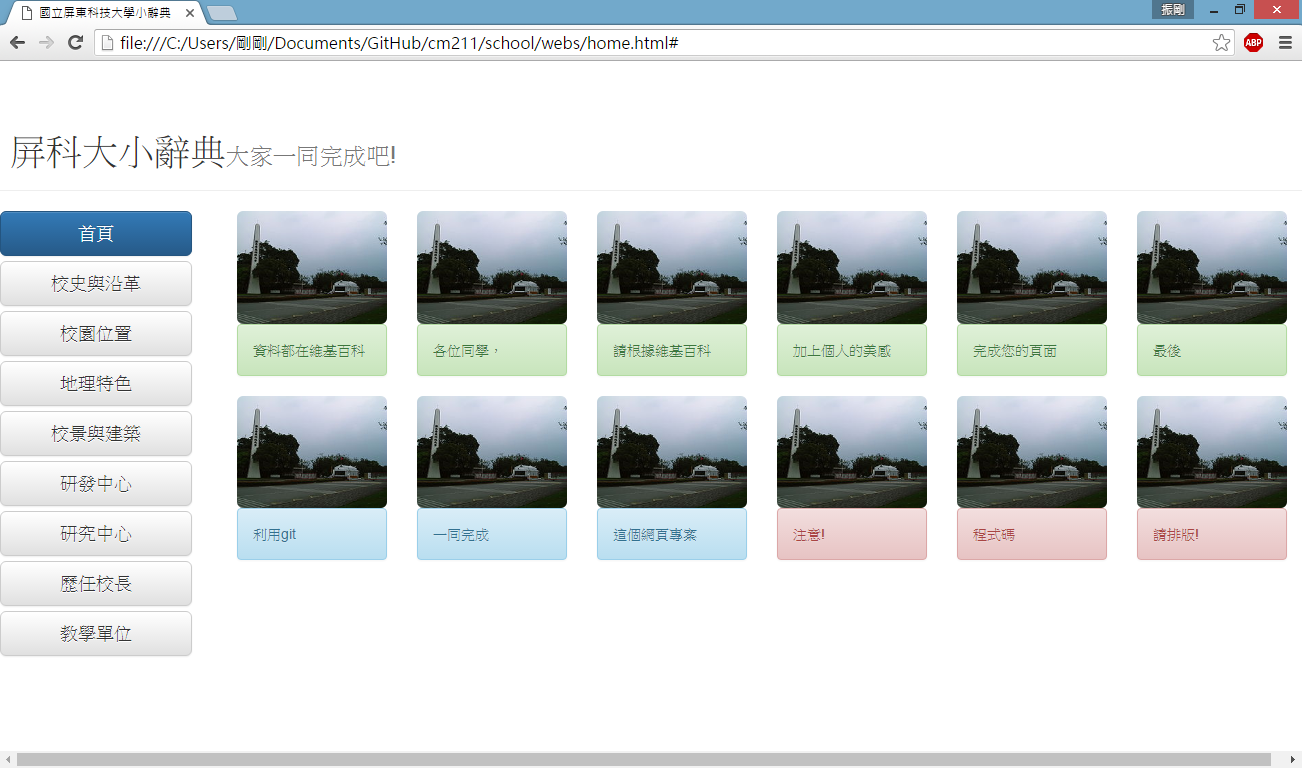 國立屏東科技大學小辭典
振剛
file:///C:/Users/剛剛/Documents/GitHub/cm211/school/webs/home.html#
ABP
屏科大小辭典大家一同完成吧!
首頁
校史與沿革
校園位置
地理特色
校景與建築
研發中心
研究中心
歷任校長
教學單位
資料都在維基百科
各位同學，
請根據維基百科
加上個人的美感
完成您的頁面
最後
利用git
一同完成
這個網頁專案
注意!
程式碼
請排版!